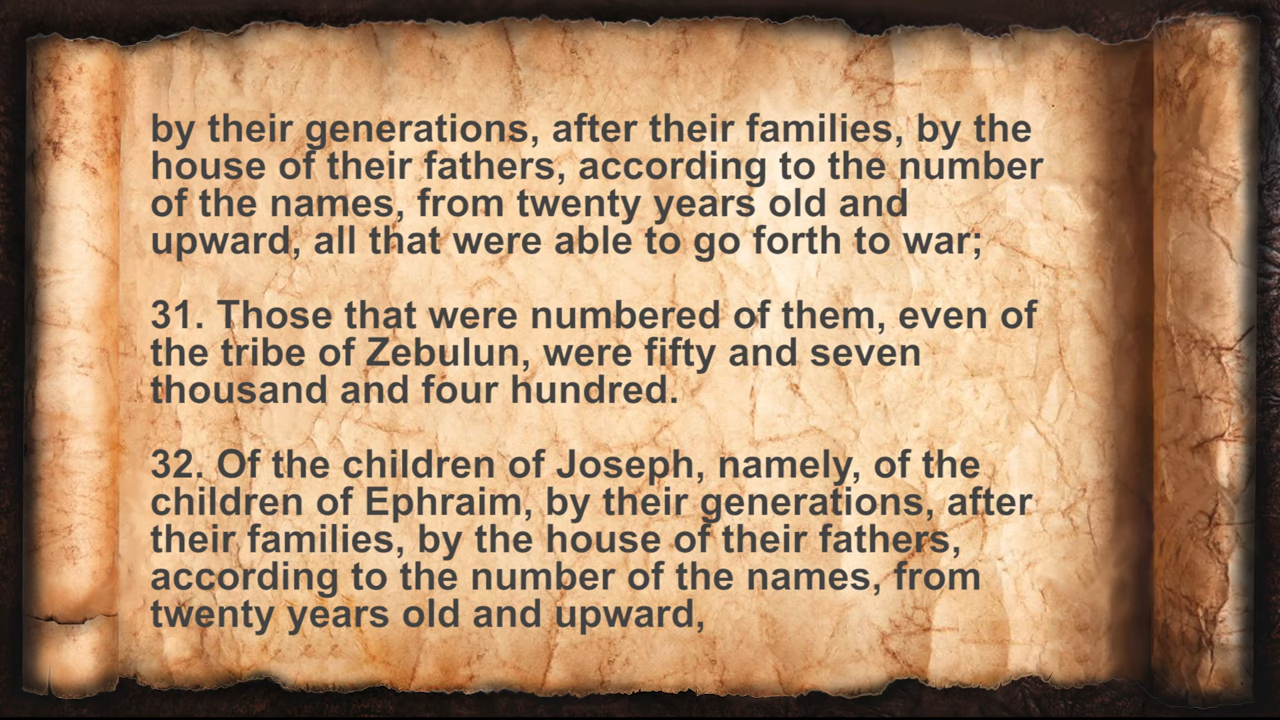 by their generations, after their families, by the
house of their fathers, according to the number
of the names, from twenty years old and
upward, all that were able to go forth to war;
31. Those that were numbered of them, even of
the tribe of Zebulun, were fifty and seven
thousand and four hundred.
32. Of the children of Joseph, namely, of the
children of Ephraim, by their generations, after
their families, by the house of their fathers,
according to the number of the names, from
twenty years old and upward,